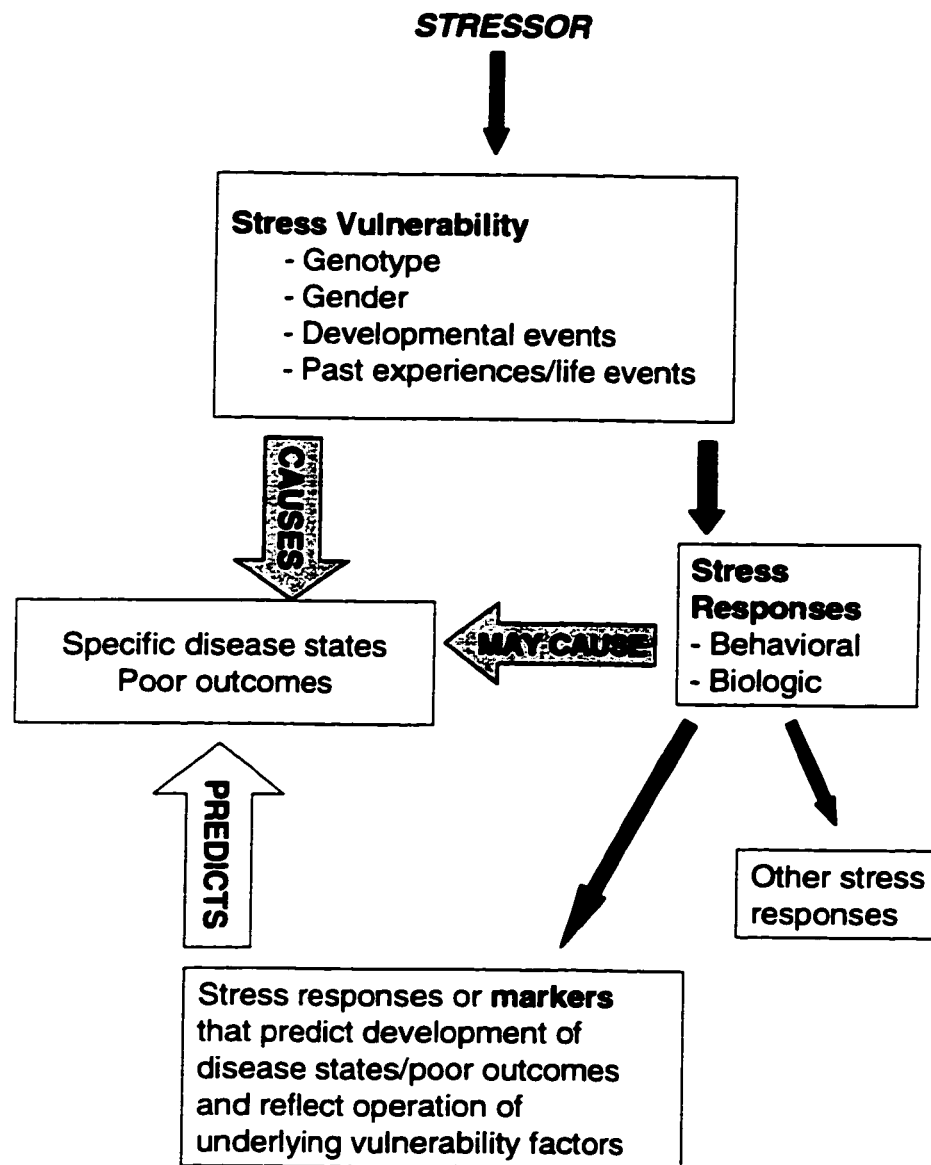 STRESSOR
Stress Vulnerability
- Genotype
- Gender
- Developmental events
- Past experiences/life events
CAUSES
Stress
Responses
- Behavioral
- Biologic
MAY CAUSE
Specific disease states
Poor outcomes
PREDICTS
Other stress
responses
Stress responses or markers
that predict development of
disease states/poor outcomes
and reflect operation of
underlying vulnerability factors